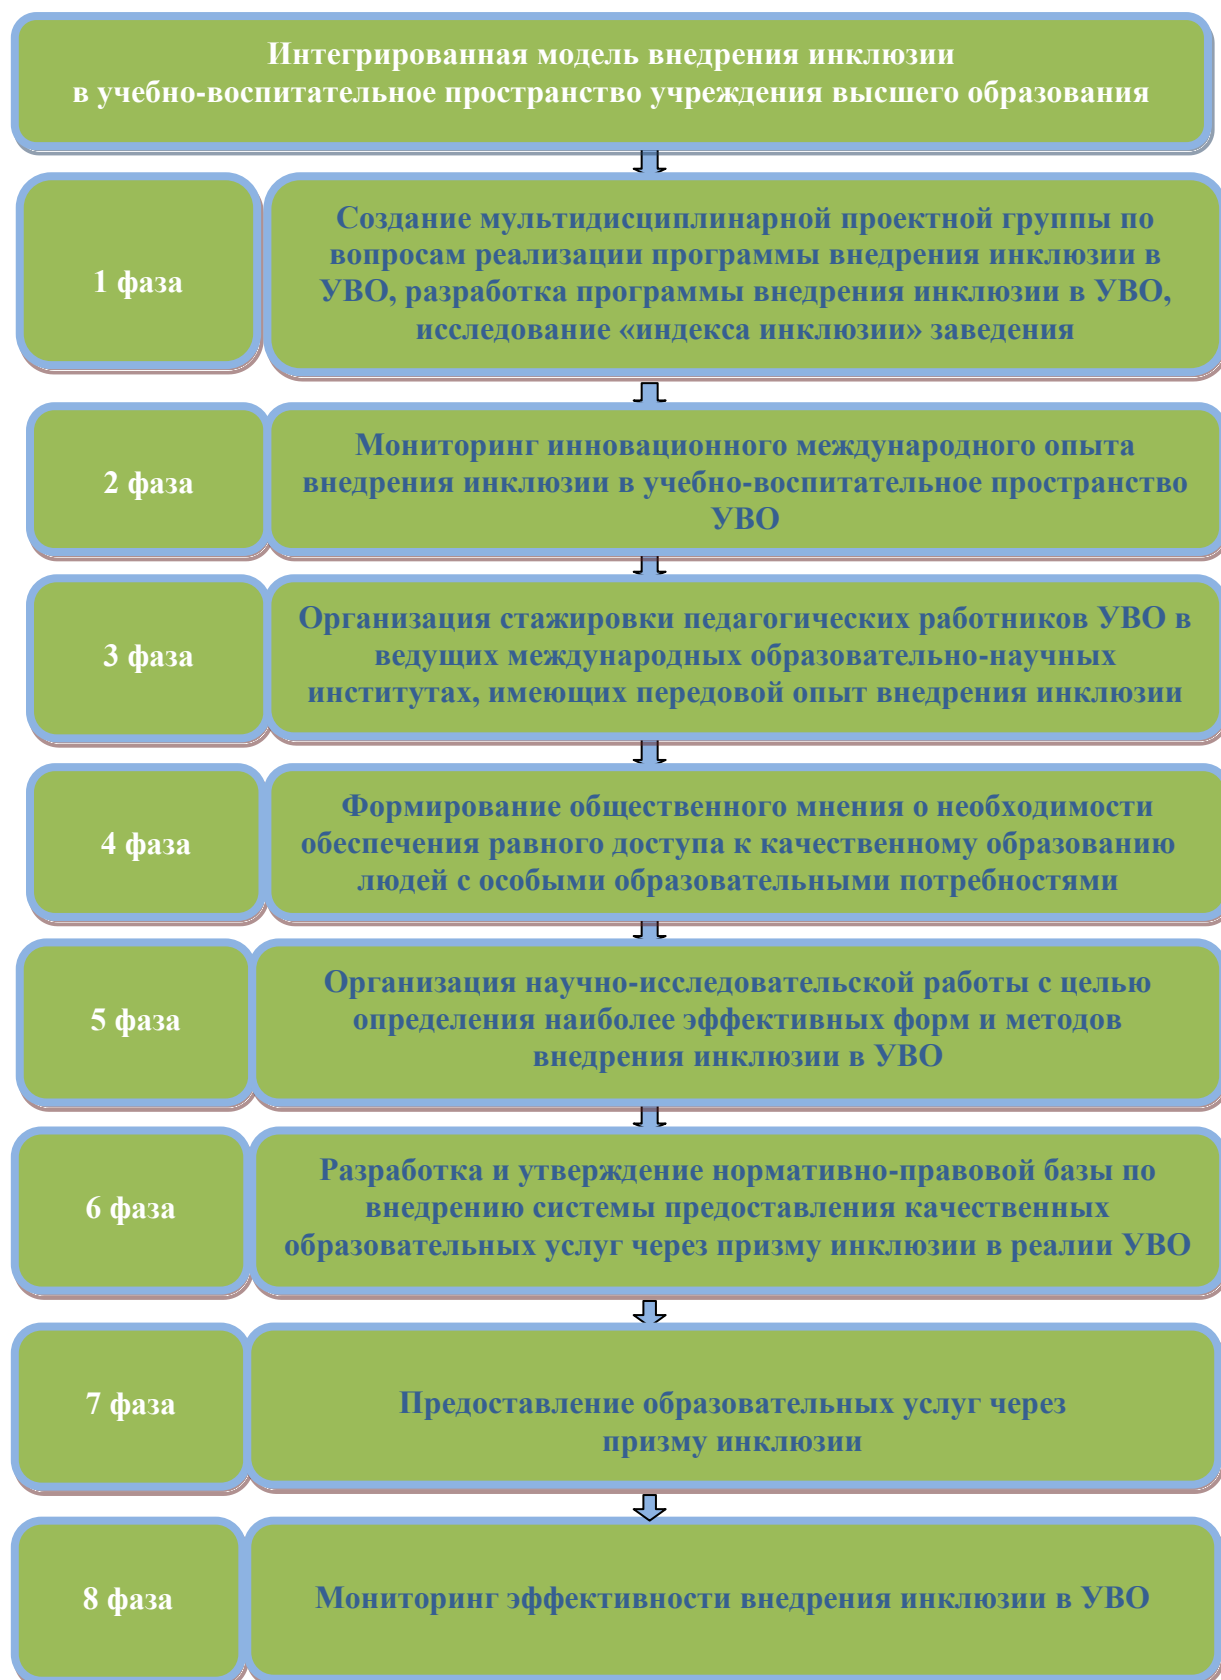 Интегрированная модель внедрения инклюзии
в учебно-воспитательное пространство учреждения высшего образования
1 фаза
Создание мультидисциплинарной проектной группы по
вопросам реализации программы внедрения инклюзии в
УВО, разработка программы внедрения инклюзии в УВО,
исследование «индекса инклюзии» заведения
2 фаза
Мониторинг инновационного международного опыта
внедрения инклюзии в учебно-воспитательное пространство
УВО
3 фаза
Организация стажировки педагогических работников УВО в
ведущих международных образовательно-научных
институтах, имеющих передовой опыт внедрения инклюзии
4 фаза
Формирование общественного мнения о необходимости
обеспечения равного доступа к качественному образованию
людей с особыми образовательными потребностями
5 фаза
Организация научно-исследовательской работы с целью
определения наиболее эффективных форм и методов
внедрения инклюзии в УВО
6 фаза
Разработка и утверждение нормативно-правовой базы по
внедрению системы предоставления качественных
образовательных услуг через призму инклюзии в реалии УВО
7 фаза
Предоставление образовательных услуг через
призму инклюзии
8 фаза
Мониторинг эффективности внедрения инклюзии в УВО